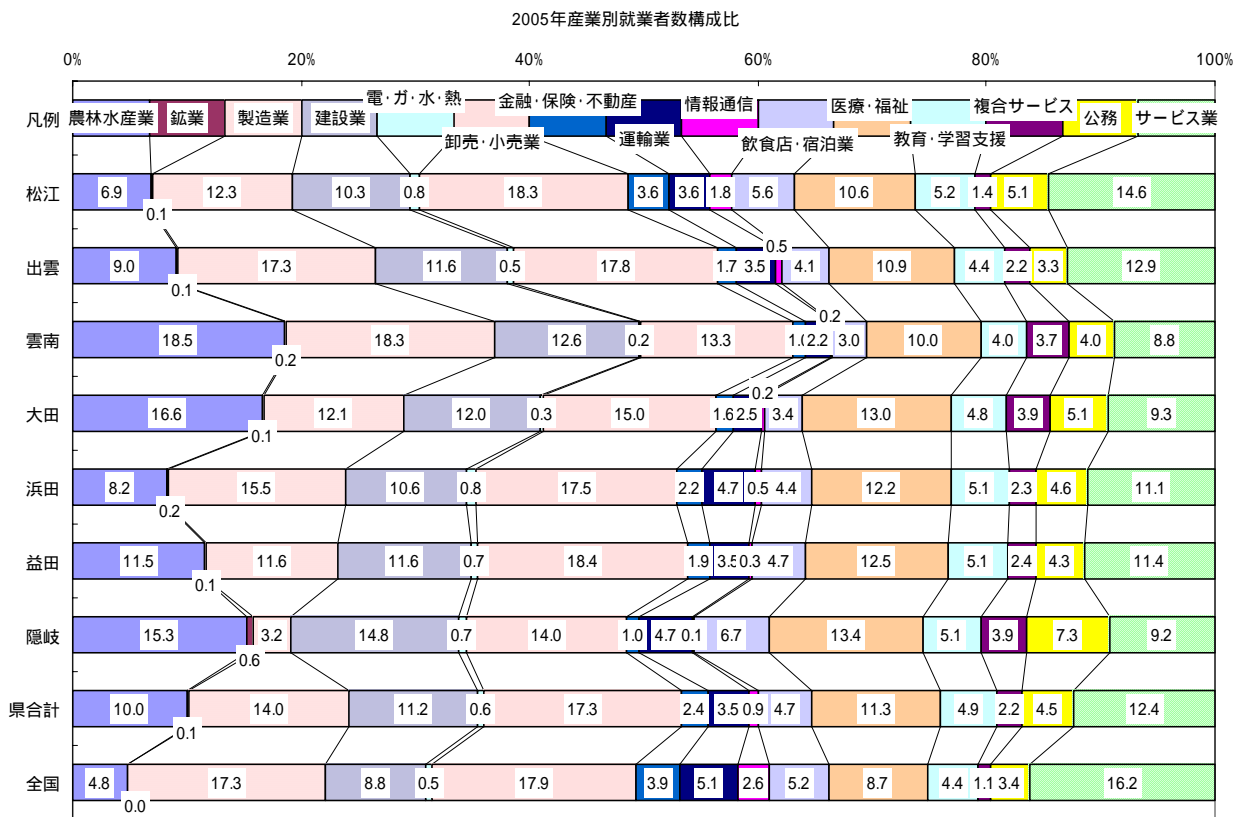 2005年産業別就業者数構成比
0% 20% 40% 60% 80% 100%
凡例 農林水産業 鉱業 製造業 建設業 電・ガ・水・熱 卸売・小売業 金融・保険・不動産 運輸業 情報通信 飲食店・宿泊業 医療・福祉 教育・学習支援 複合サービス 公務 サービス業
松江 6.9 0.1 12.3 10.3 0.8 18.3 3.6 3.6 1.8 5.6 10.6 5.2 1.4 5.1 14.6
出雲 9.0 0.1 17.3 11.6 0.5 17.8 1.7 3.5 0.5 4.1 10.9 4.4 2.2 3.3 12.9
雲南 18.5 0.2 18.3 12.6 0.2 13.3 1.0 2.2 0.2 3.0 10.0 4.0 3.7 4.0 8.8
大田 16.6 0.1 12.1 12.0 0.3 15.0 1.6 2.5 0.2 3.4 13.0 4.8 3.9 5.1 9.3
浜田 8.2 0.2 15.5 10.6 0.8 17.5 2.2 4.7 0.5 4.4 12.2 5.1 2.3 4.6 11.1
益田 11.5 0.1 11.6 11.6 0.7 18.4 1.9 3.5 0.3 4.7 12.5 5.1 2.4 4.3 11.4
隠岐 15.3 0.6 3.2 14.8 0.7 14.0 1.0 4.7 0.1 6.7 13.4 5.1 3.9 7.3 9.2
県合計 10.0 0.1 14.0 11.2 0.6 17.3 2.4 3.5 0.9 4.7 11.3 4.9 2.2 4.5 12.4
全国 4.8 0.0 17.3 8.8 0.5 17.9 3.9 5.1 2.6 5.2 8.7 4.4 1.1 3.4 16.2